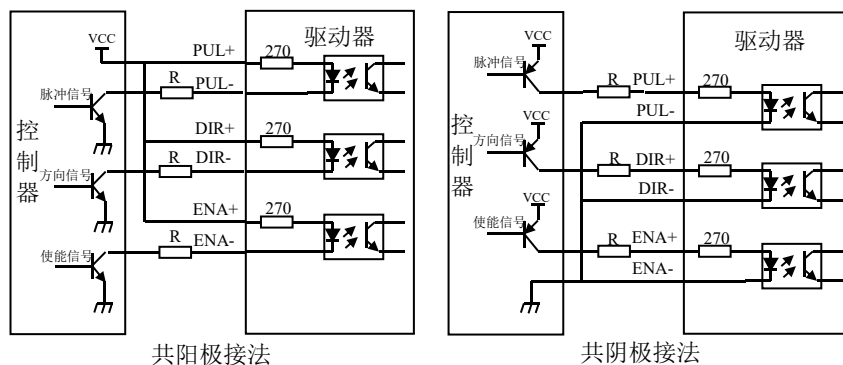 VCC
PUL+
270
驱动器
脉冲信号
R
PUL-
控制器
DIR+
270
方向信号
R
DIR-
ENA+
270
使能信号
R
ENA-
共阳极接法
VCC
驱动器
脉冲信号
R
PUL+
270
PUL-
控制器
VCC
方向信号
R
DIR+
270
DIR-
VCC
使能信号
R
ENA+
270
ENA-
共阴极接法